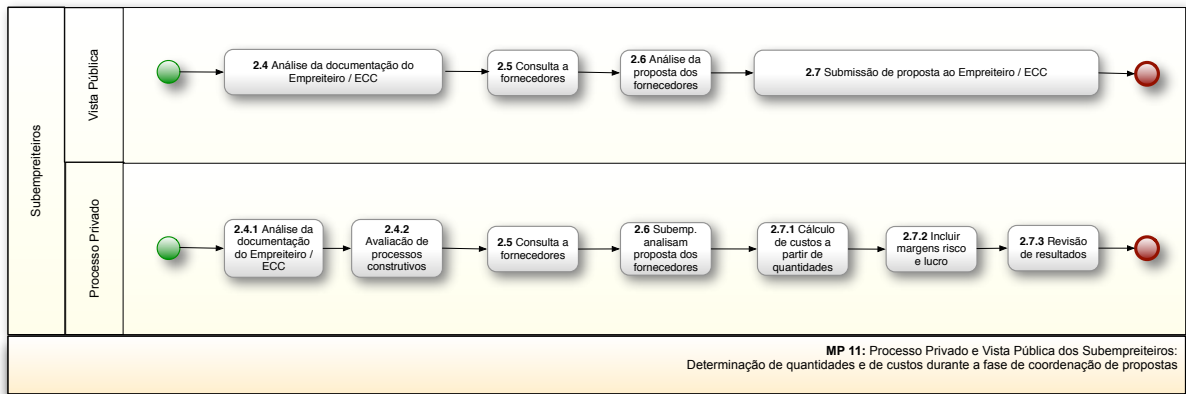 Subempreiteiros
Vista Pública
2.4 Análise da documentação do
Empreiteiro / ECC
2.5 Consulta a
fornecedores
2.6 Análise da
proposta dos
fornecedores
2.7 Submissão de proposta ao Empreiteiro / ECC
Processo Privado
2.4.1 Análise da
documentação
do Empreiteiro /
ECC
2.4.2
Avaliacão de
processos
construtivos
2.5 Consulta a
fornecedores
2.6 Subemp.
analisam
proposta dos
fornecedores
2.7.1 Cálculo
de custos a
partir de
quantidades
2.7.2 Incluir
margens risco
e lucro
2.7.3 Revisão
de resultados
MP 11: Processo Privado e Vista Pública dos Subempreiteiros:
Determinação de quantidades e de custos durante a fase de coordenação de propostas